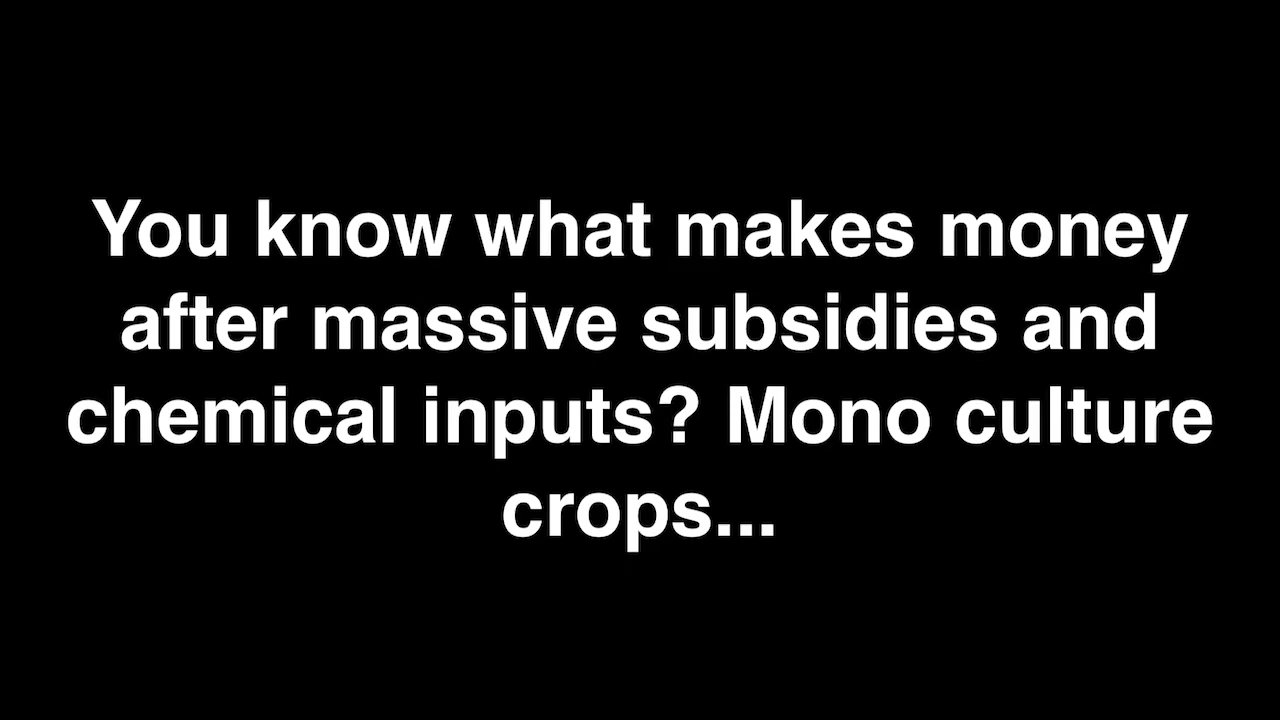 You know what makes money
after massive subsidies and
chemical inputs? Mono culture
crops...